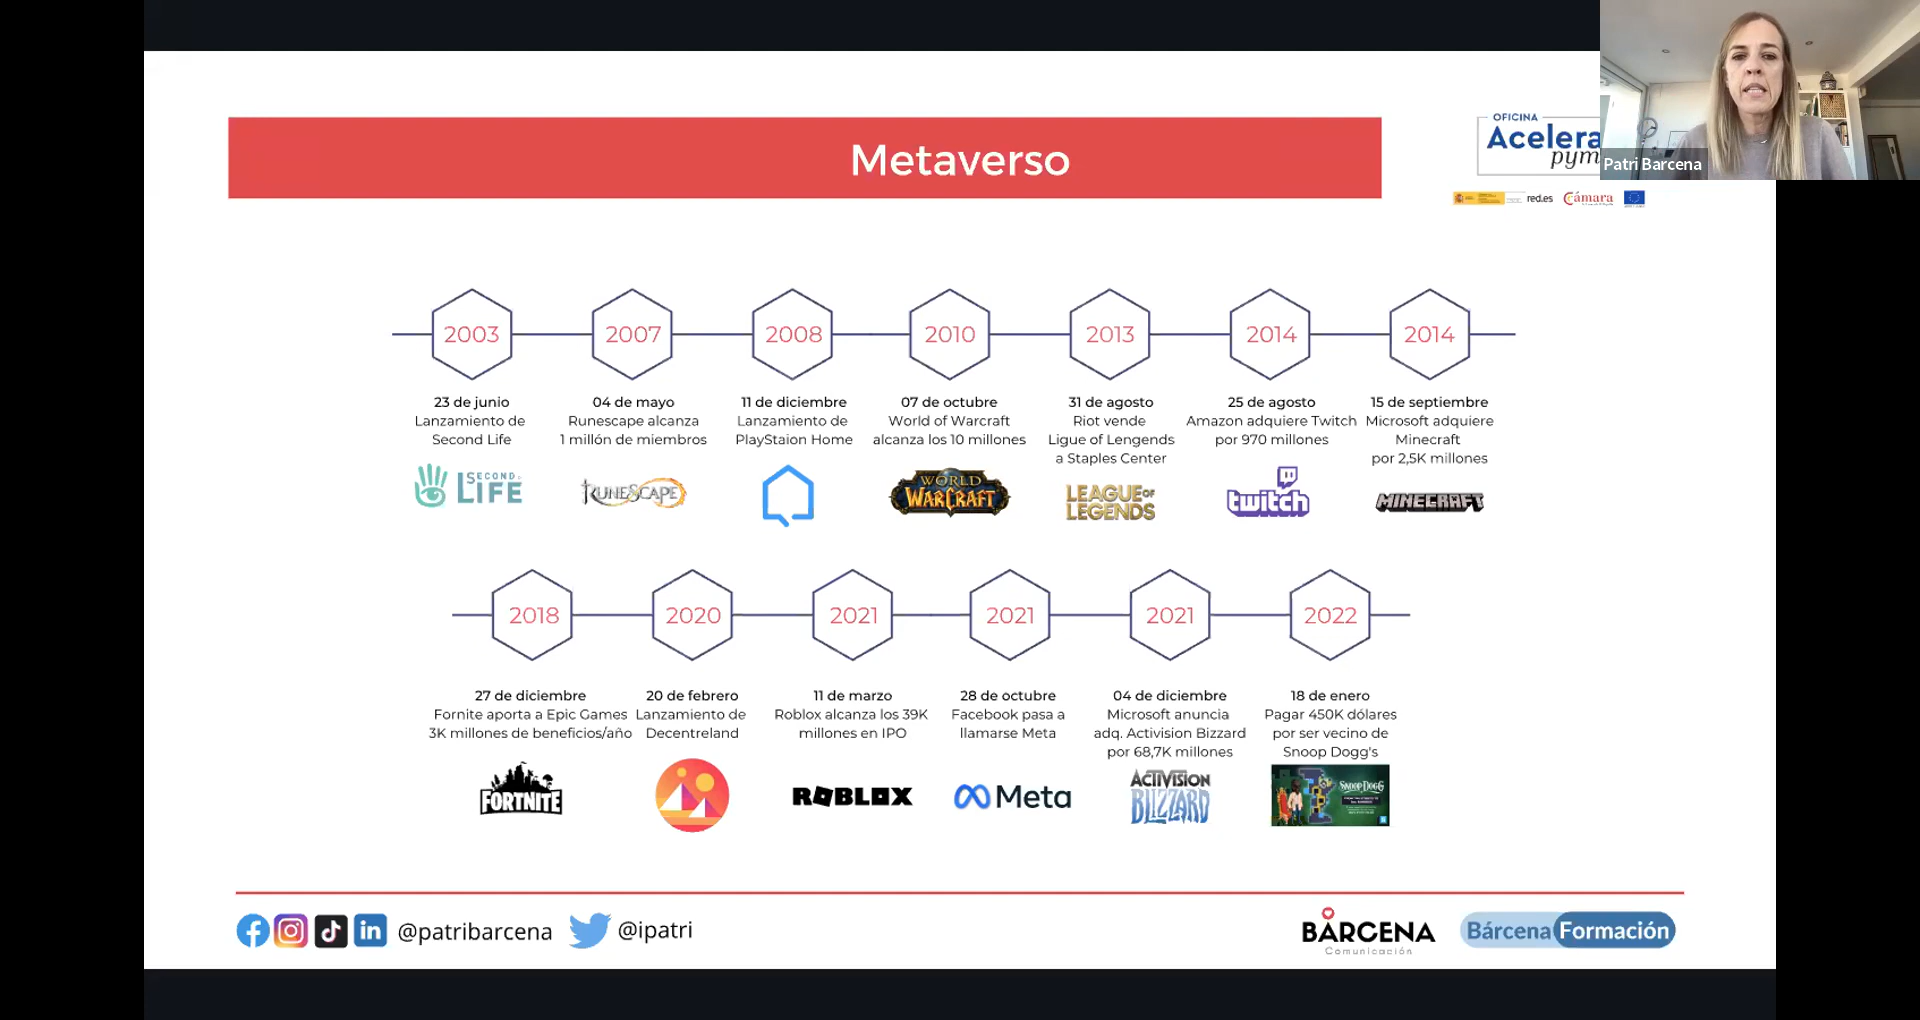 Metaverso
OFICINA
Acelera
pym
Patri Barcena
red.es
Cámara
2003
2007
2008
2010
2013
2014
2014
23 de junio
Lanzamiento de
Second Life
04 de mayo
Runescape alcanza
1 millón de miembros
11 de diciembre
Lanzamiento de
PlayStaion Home
07 de octubre
World of Warcraft
alcanza los 10 millones
31 de agosto
Riot vende
Ligue of Lengends
a Staples Center
25 de agosto
Amazon adquiere Twitch
por 970 millones
15 de septiembre
Microsoft adquiere
Minecraft
por 2,5K millones
SECOND
LIFE
RUNESCAPE
WORLD
OF
WARCRAFT
LEAGUE OF
LEGENDS
twitch
MINECRAFT
2018
2020
2021
2021
2021
2022
27 de diciembre
Fornite aporta a Epic Games
3K millones de beneficios/año
20 de febrero
Lanzamiento de
Decentreland
11 de marzo
Roblox alcanza los 39K
millones en IPO
28 de octubre
Facebook pasa a
llamarse Meta
04 de diciembre
Microsoft anuncia
adq. Activision Bizzard
por 68,7K millones
18 de enero
Pagar 450K dólares
por ser vecino de
Snoop Dogg's
FORTNITE
ROBLOX
Meta
ACTIVISION
BLIZZARD
SNOOP DOGG
@patribarcena
@ipatri
BÁRCENA
Comunicación
Bárcena Formación